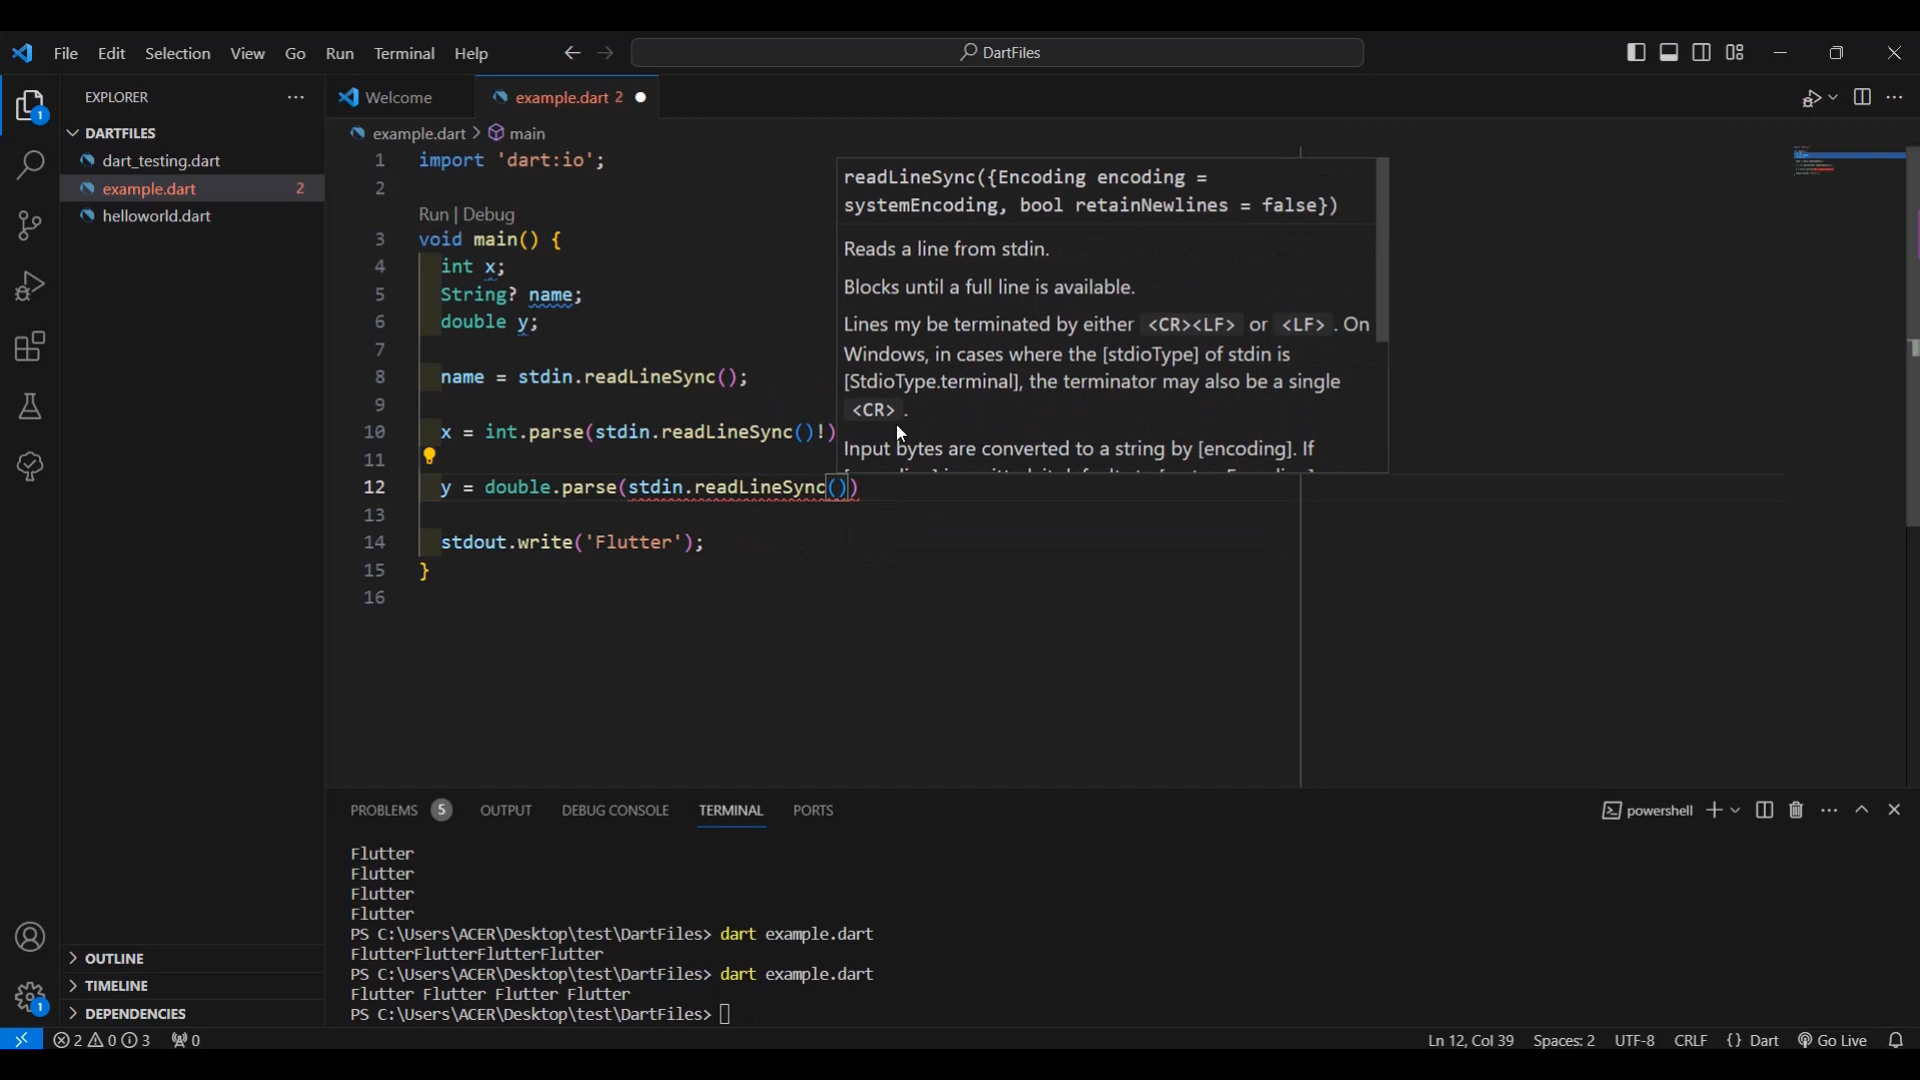 File Edit Selection View Go Run Terminal Help
DartFiles
EXPLORER
DARTFILES
dart_testing.dart
example.dart 2
helloworld.dart
OUTLINE
TIMELINE
DEPENDENCIES
1
1
Welcome
example.dart 2
example.dart > main
1 import 'dart:io';
2
Run | Debug
3 void main() {
4 int x;
5 String? name;
6 double y;
7
8 name = stdin.readLineSync();
9
10 x = int.parse(stdin.readLineSync()!)
11
12 y = double.parse(stdin.readLineSync())
13
14 stdout.write('Flutter');
15 }
16
readLineSync({Encoding encoding =
systemEncoding, bool retainNewlines = false})
Reads a line from stdin.
Blocks until a full line is available.
Lines my be terminated by either <CR><LF> or <LF>. On
Windows, in cases where the [stdioType] of stdin is
[StdioType.terminal], the terminator may also be a single
<CR>.
Input bytes are converted to a string by [encoding]. If
PROBLEMS 5 OUTPUT DEBUG CONSOLE TERMINAL PORTS
powershell
Flutter
Flutter
Flutter
Flutter
PS C:\Users\ACER\Desktop\test\DartFiles> dart example.dart
FlutterFlutterFlutterFlutter
PS C:\Users\ACER\Desktop\test\DartFiles> dart example.dart
Flutter Flutter Flutter Flutter
PS C:\Users\ACER\Desktop\test\DartFiles>
2 0 3 0
Ln 12, Col 39 Spaces: 2 UTF-8 CRLF {} Dart Go Live